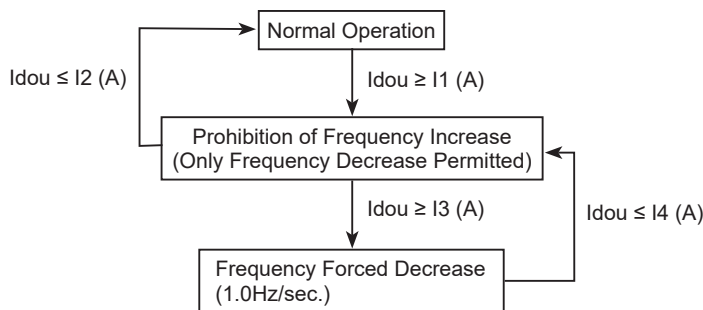 Normal Operation
Idou ≤ I2 (A)
Idou ≥ I1 (A)
Prohibition of Frequency Increase
(Only Frequency Decrease Permitted)
Idou ≥ I3 (A)
Idou ≤ I4 (A)
Frequency Forced Decrease
(1.0Hz/sec.)